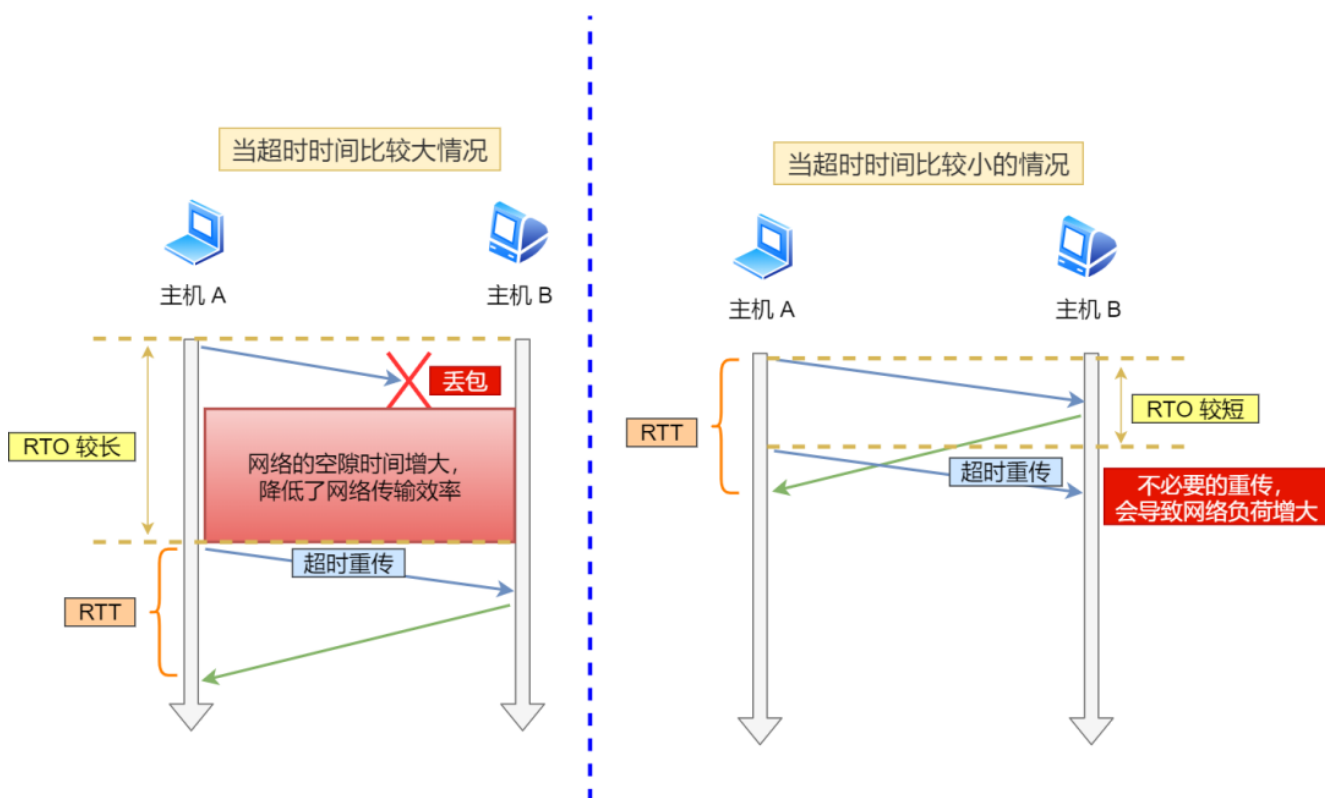 当超时时间比较大情况
主机 A
主机 B
丢包
RTO 较长
网络的空隙时间增大,
降低了网络传输效率
超时重传
RTT
当超时时间比较小的情况
主机 A
主机 B
RTO 较短
RTT
超时重传
不必要的重传,
会导致网络负荷增大